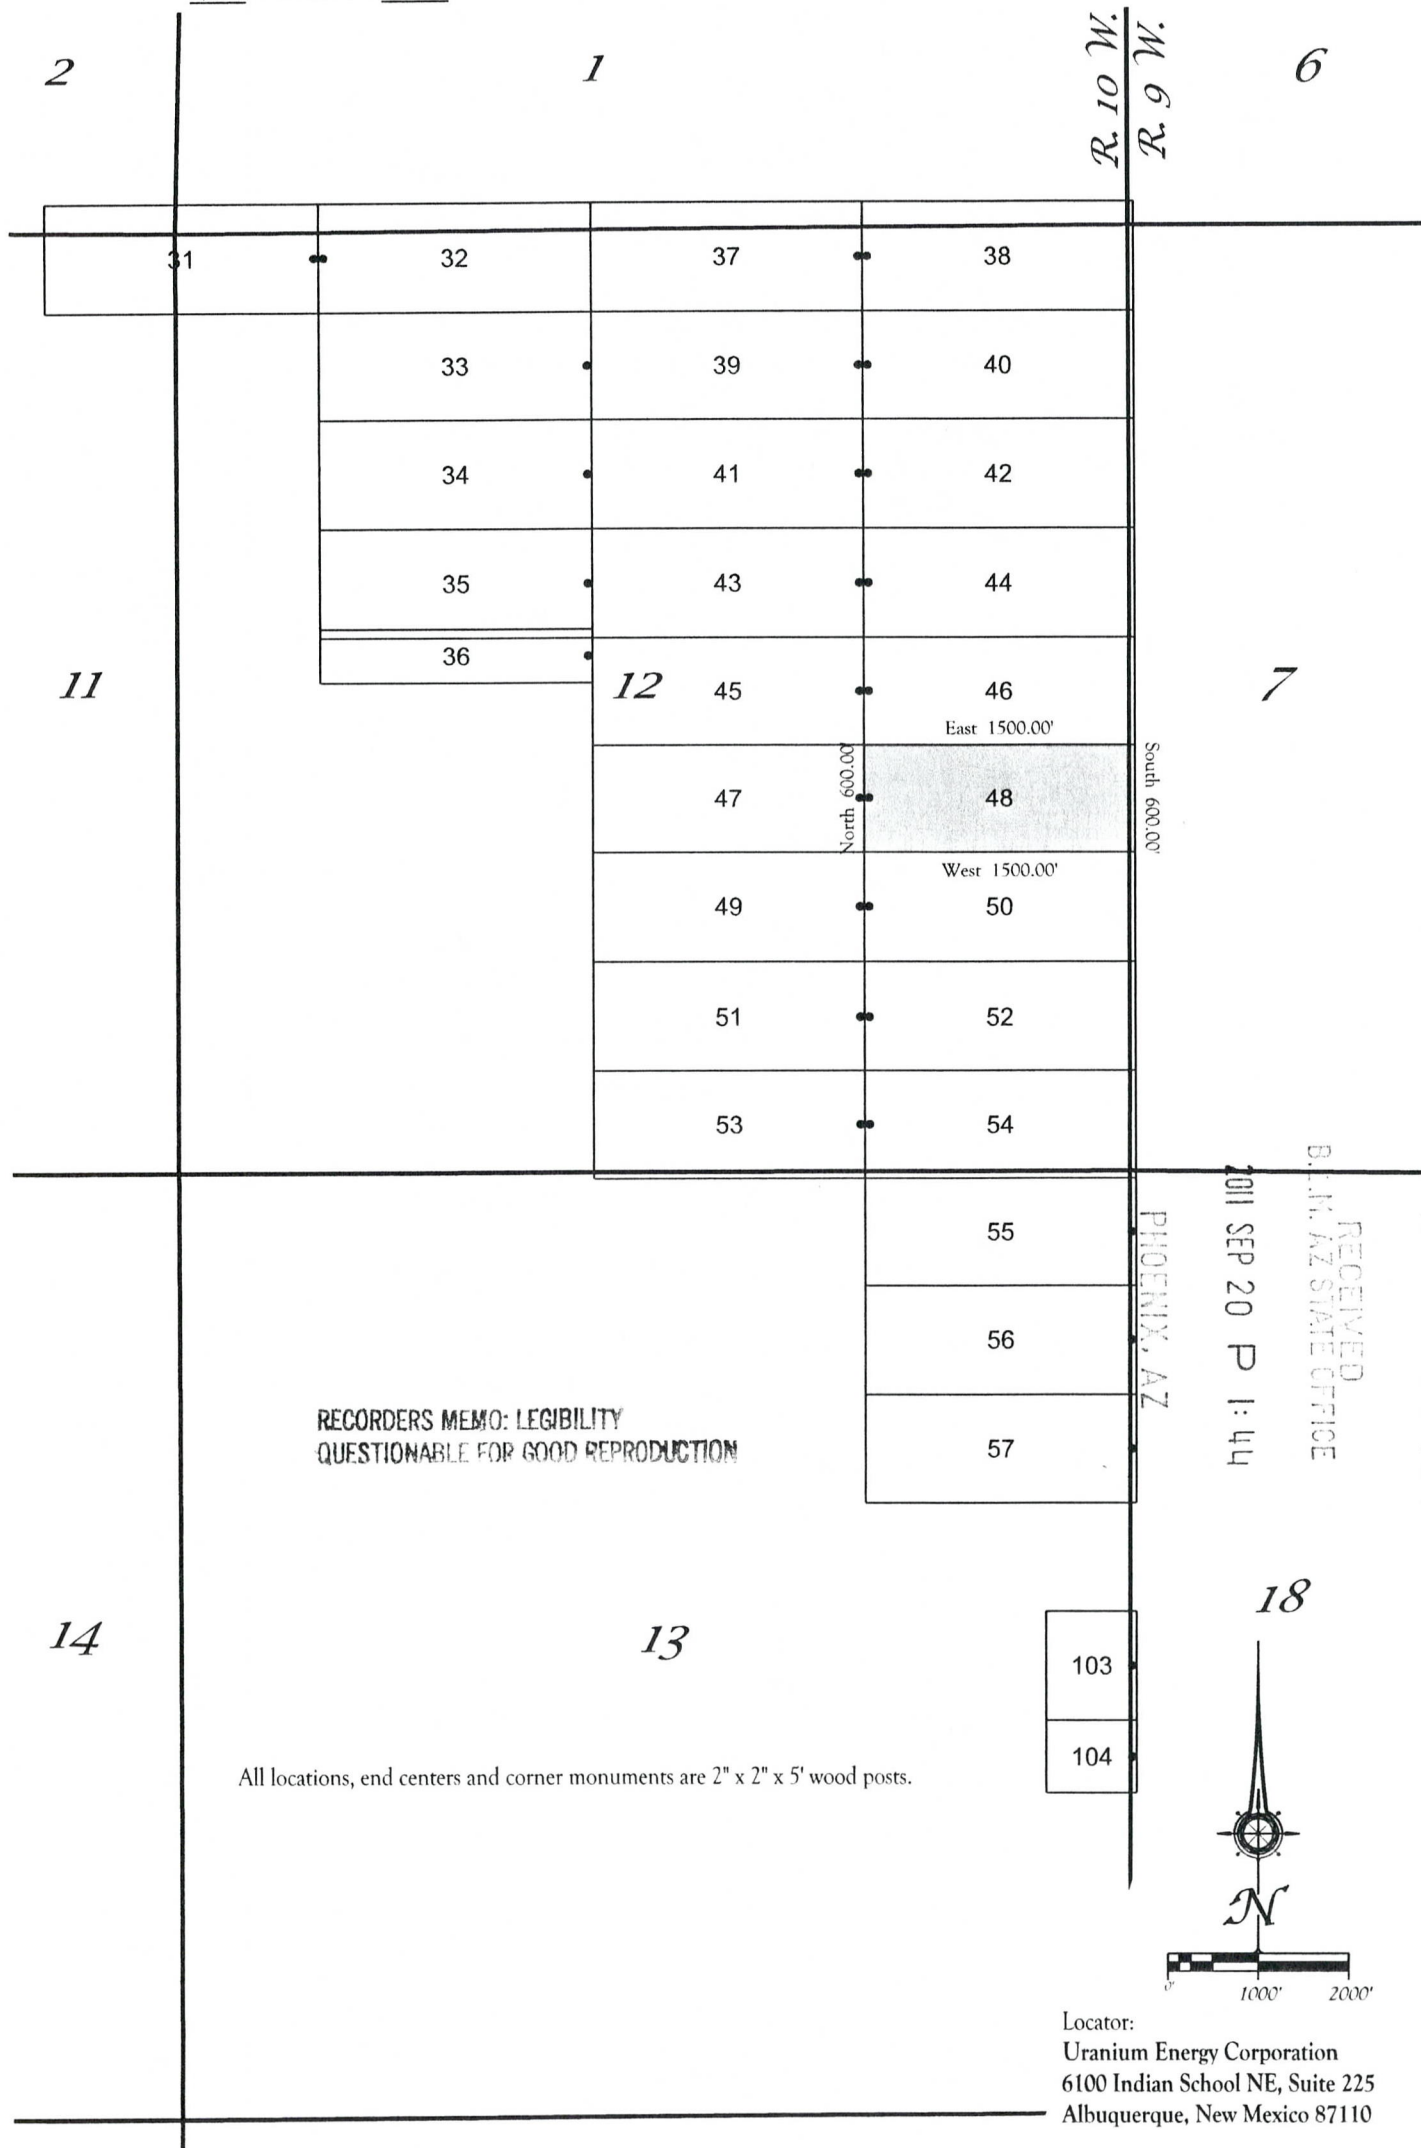 2
1
R. 10 W.
R. 9 W.
6
31
32
37
38
33
39
40
34
41
42
35
43
44
36
11
12
45
46
7
East 1500.00'
North 600.00'
47
48
South 600.00'
West 1500.00'
49
50
51
52
53
54
RECEIVED
B.L.M. AZ STATE OFFICE
2011 SEP 20 P 1:44
PHOENIX, AZ
55
56
57
RECORDERS MEMO: LEGIBILITY
QUESTIONABLE FOR GOOD REPRODUCTION
14
13
18
103
104
All locations, end centers and corner monuments are 2" x 2" x 5' wood posts.
N
0' 1000' 2000'
Locator:
Uranium Energy Corporation
6100 Indian School NE, Suite 225
Albuquerque, New Mexico 87110